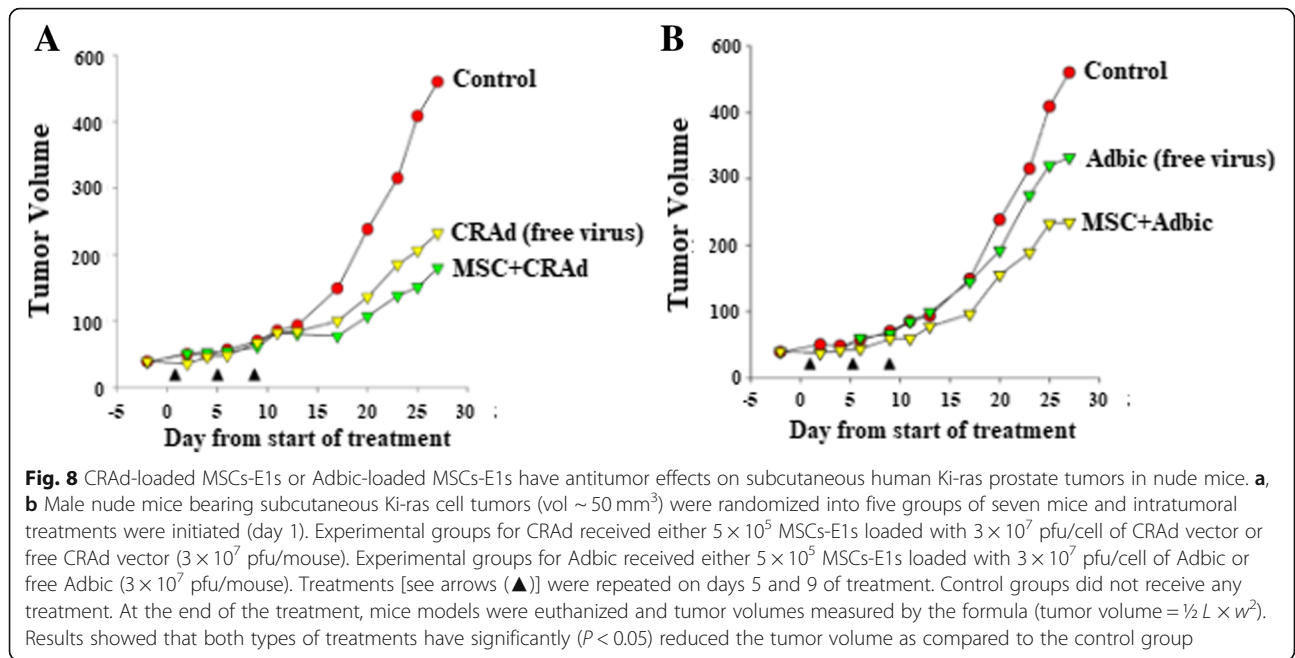 A
600
500
400
300
200
100
0
Tumor Volume
Control
CRAd (free virus)
MSC+CRAd
▲ ▲ ▲
-5 0 5 10 15 20 25 30 :
Day from start of treatment
B
600
500
400
300
200
100
0
Tumor Volume
Control
Adbic (free virus)
MSC+Adbic
▲ ▲ ▲
-5 0 5 10 15 20 25 30 :
Day from start of treatment
Fig. 8 CRAd-loaded MSCs-E1s or Adbic-loaded MSCs-E1s have antitumor effects on subcutaneous human Ki-ras prostate tumors in nude mice. a,
b Male nude mice bearing subcutaneous Ki-ras cell tumors (vol ~ 50 mm³) were randomized into five groups of seven mice and intratumoral
treatments were initiated (day 1). Experimental groups for CRAd received either 5 × 10⁵ MSCs-E1s loaded with 3 × 10⁷ pfu/cell of CRAd vector or
free CRAd vector (3 × 10⁷ pfu/mouse). Experimental groups for Adbic received either 5 × 10⁵ MSCs-E1s loaded with 3 × 10⁷ pfu/cell of Adbic or
free Adbic (3 × 10⁷ pfu/mouse). Treatments [see arrows (▲)] were repeated on days 5 and 9 of treatment. Control groups did not receive any
treatment. At the end of the treatment, mice models were euthanized and tumor volumes measured by the formula (tumor volume = ½ L × w²).
Results showed that both types of treatments have significantly (P < 0.05) reduced the tumor volume as compared to the control group